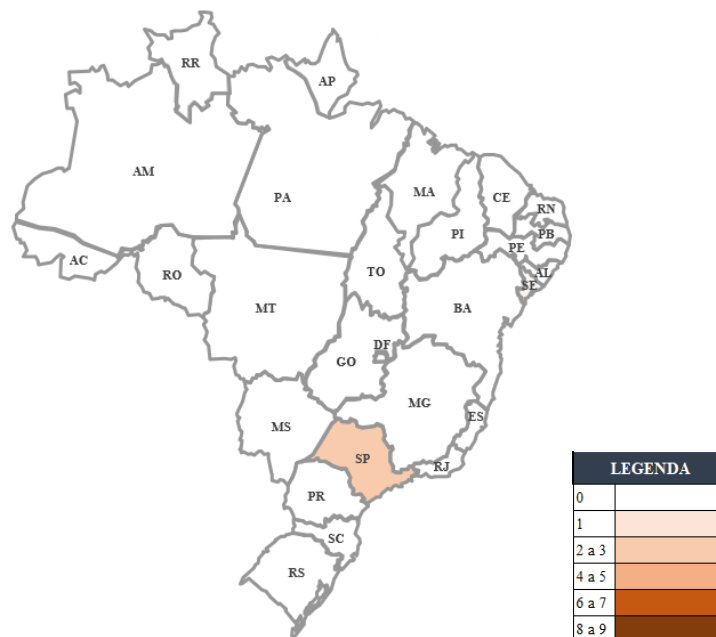 RR
AP
AM
PA
MA
CE
RN
PI
PB
PE
AC
RO
TO
AL
SE
MT
BA
DF
GO
MG
ES
MS
SP
RJ
PR
SC
RS
LEGENDA
0
1
2 a 3
4 a 5
6 a 7
8 a 9